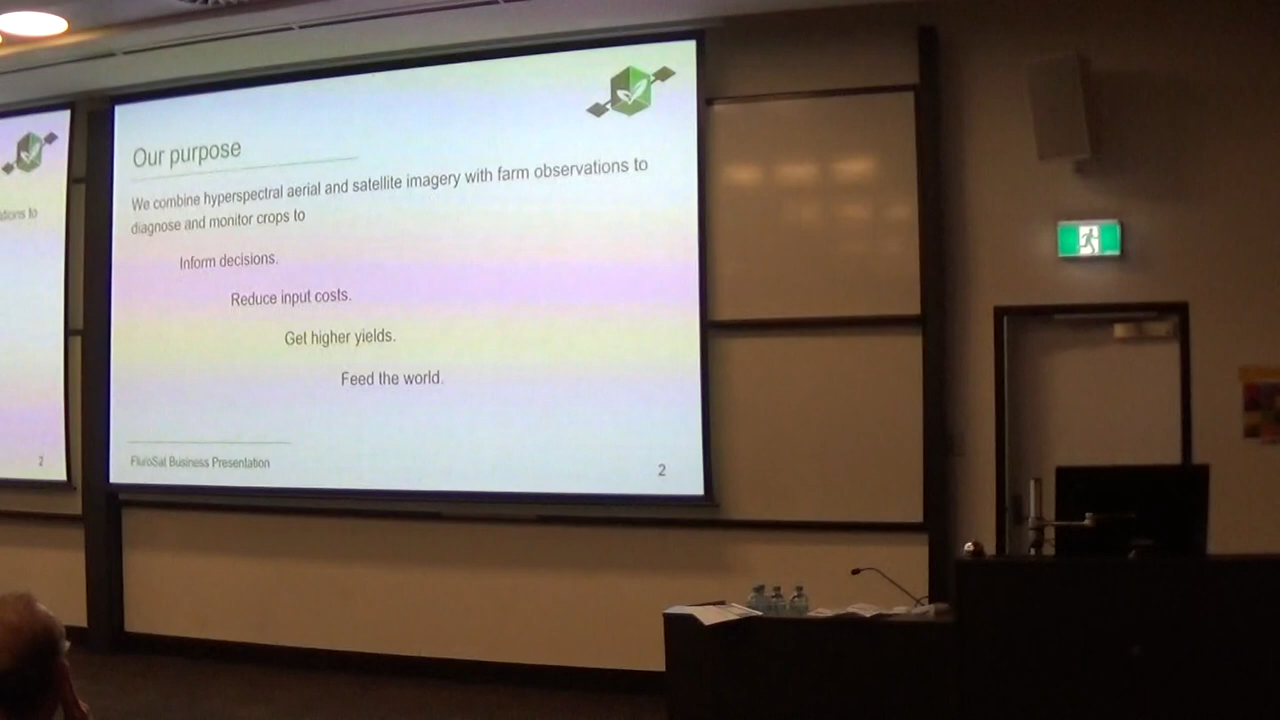 Our purpose
We combine hyperspectral aerial and satellite imagery with farm observations to
diagnose and monitor crops to
Inform decisions.
Reduce input costs.
Get higher yields.
Feed the world.
FluroSat Business Presentation
2
ations to
2